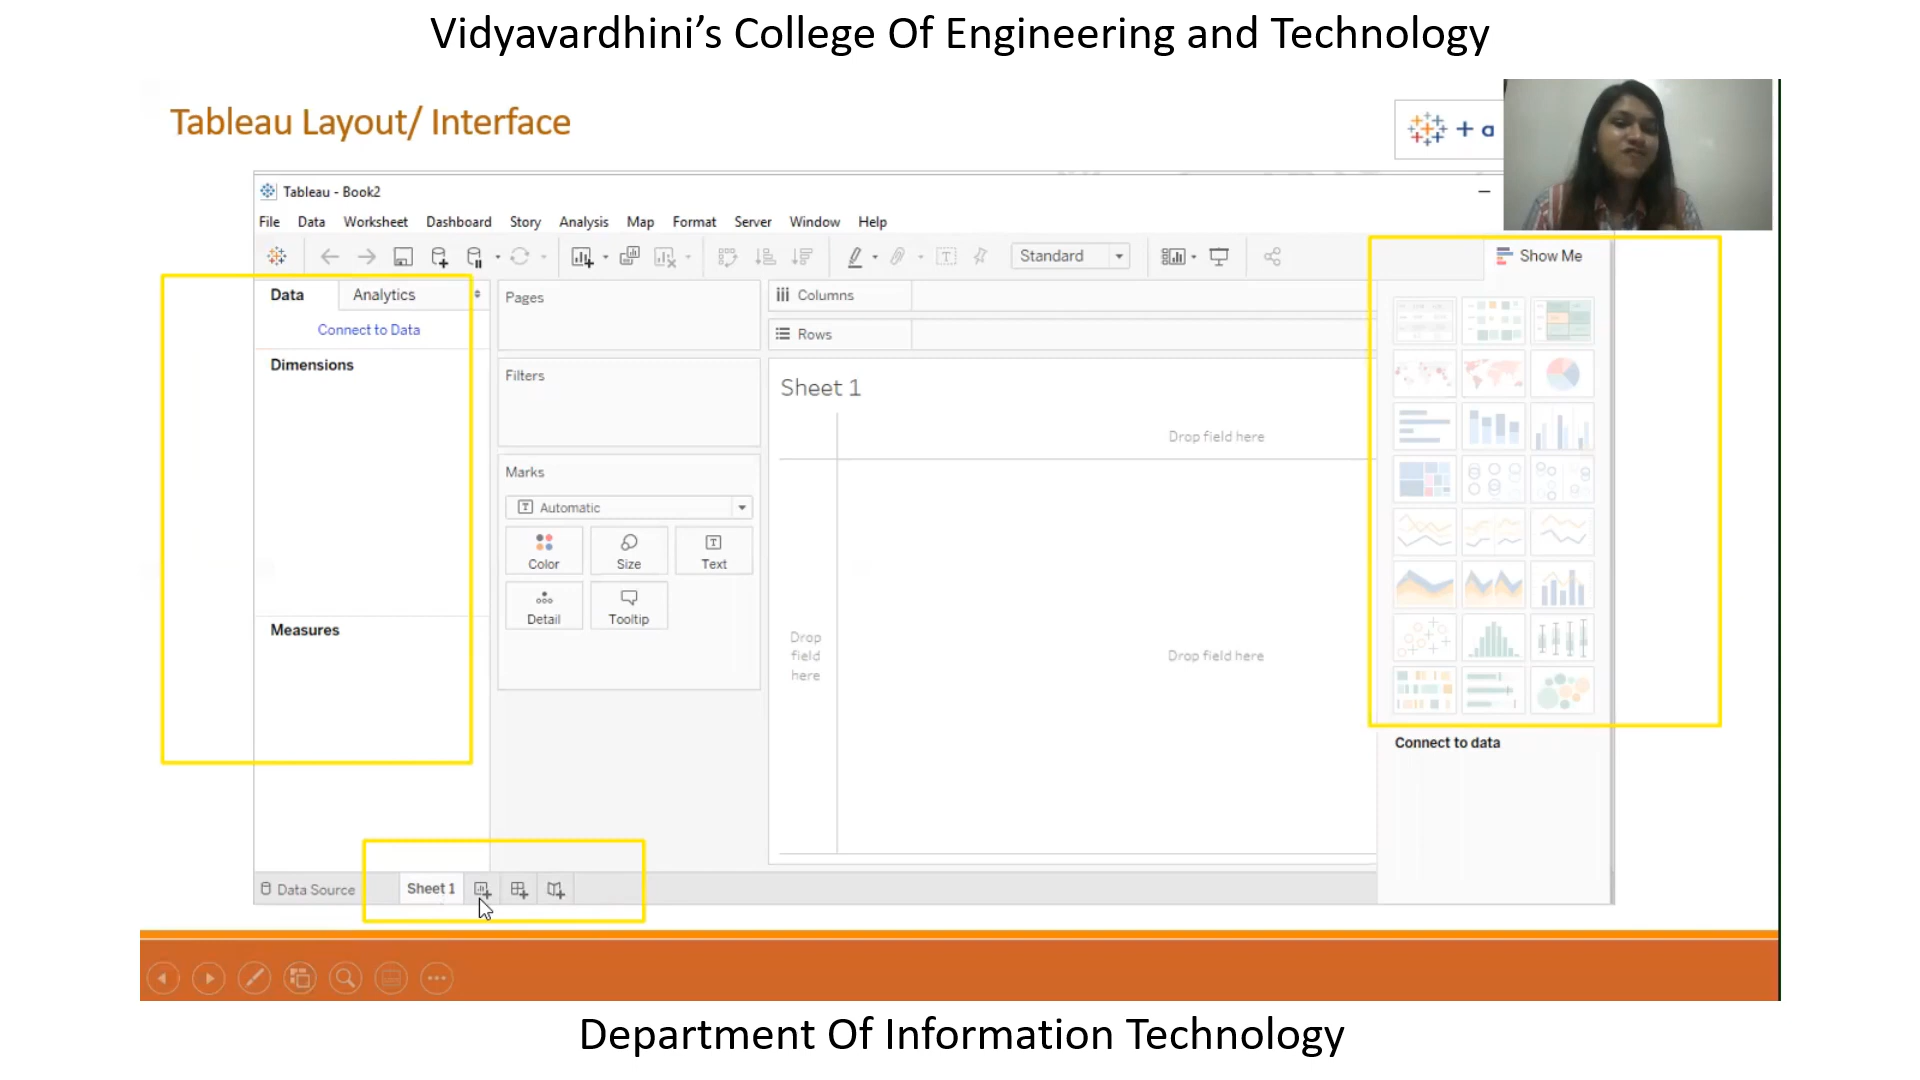 Vidyavardhini’s College Of Engineering and Technology
Tableau Layout/ Interface
+ a
Tableau - Book2
File Data Worksheet Dashboard Story Analysis Map Format Server Window Help
Standard
Show Me
Data Analytics
Connect to Data
Dimensions
Measures
Pages
Filters
Marks
Automatic
Color Size Text
Detail Tooltip
Columns
Rows
Sheet 1
Drop field here
Drop
field
here
Drop field here
Connect to data
Data Source Sheet 1
Department Of Information Technology